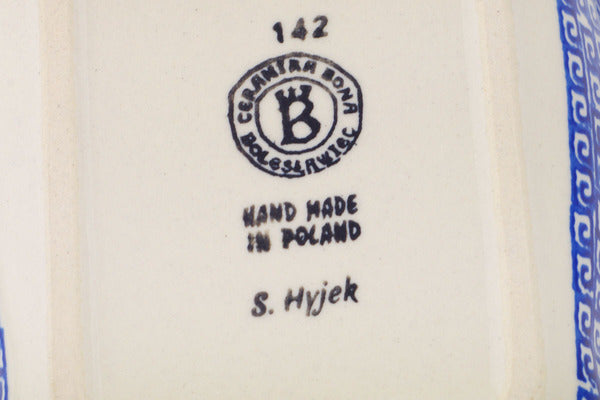 142
CERAMIKA BONA
B
BOLESŁAWIEC
HAND MADE
IN POLAND
S. Hyjek